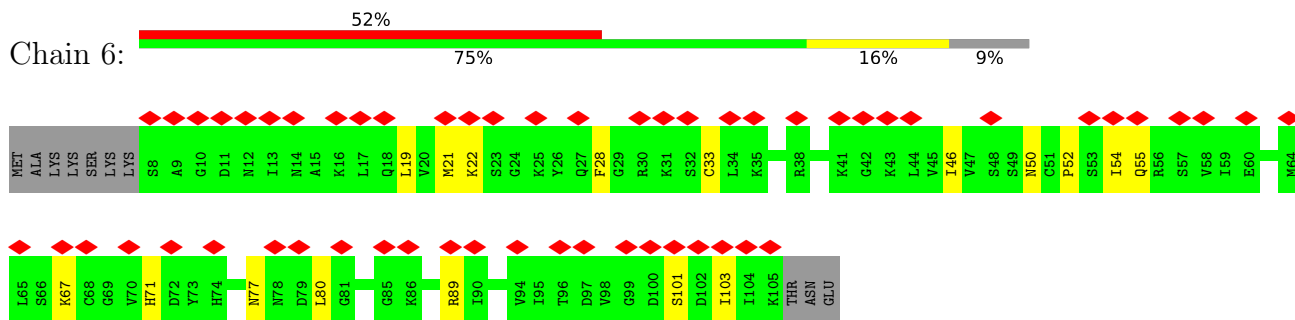 52%
Chain 6:
75% 16% 9%
MET ALA LYS LYS SER LYS LYS S8 A9 G10 D11 N12 I13 N14 A15 K16 L17 Q18 L19 V20 M21 K22 S23 G24 K25 Y26 Q27 F28 G29 R30 K31 S32 C33 L34 K35 R38 K41 G42 K43 L44 V45 I46 V47 S48 S49 N50 C51 P52 S53 I54 Q55 R56 S57 V58 I59 E60 M64
L65 S66 K67 C68 G69 V70 H71 D72 Y73 H74 N77 N78 D79 L80 G81 G85 K86 R89 I90 V94 I95 T96 D97 V98 G99 D100 S101 D102 I103 I104 K105 THR ASN GLU